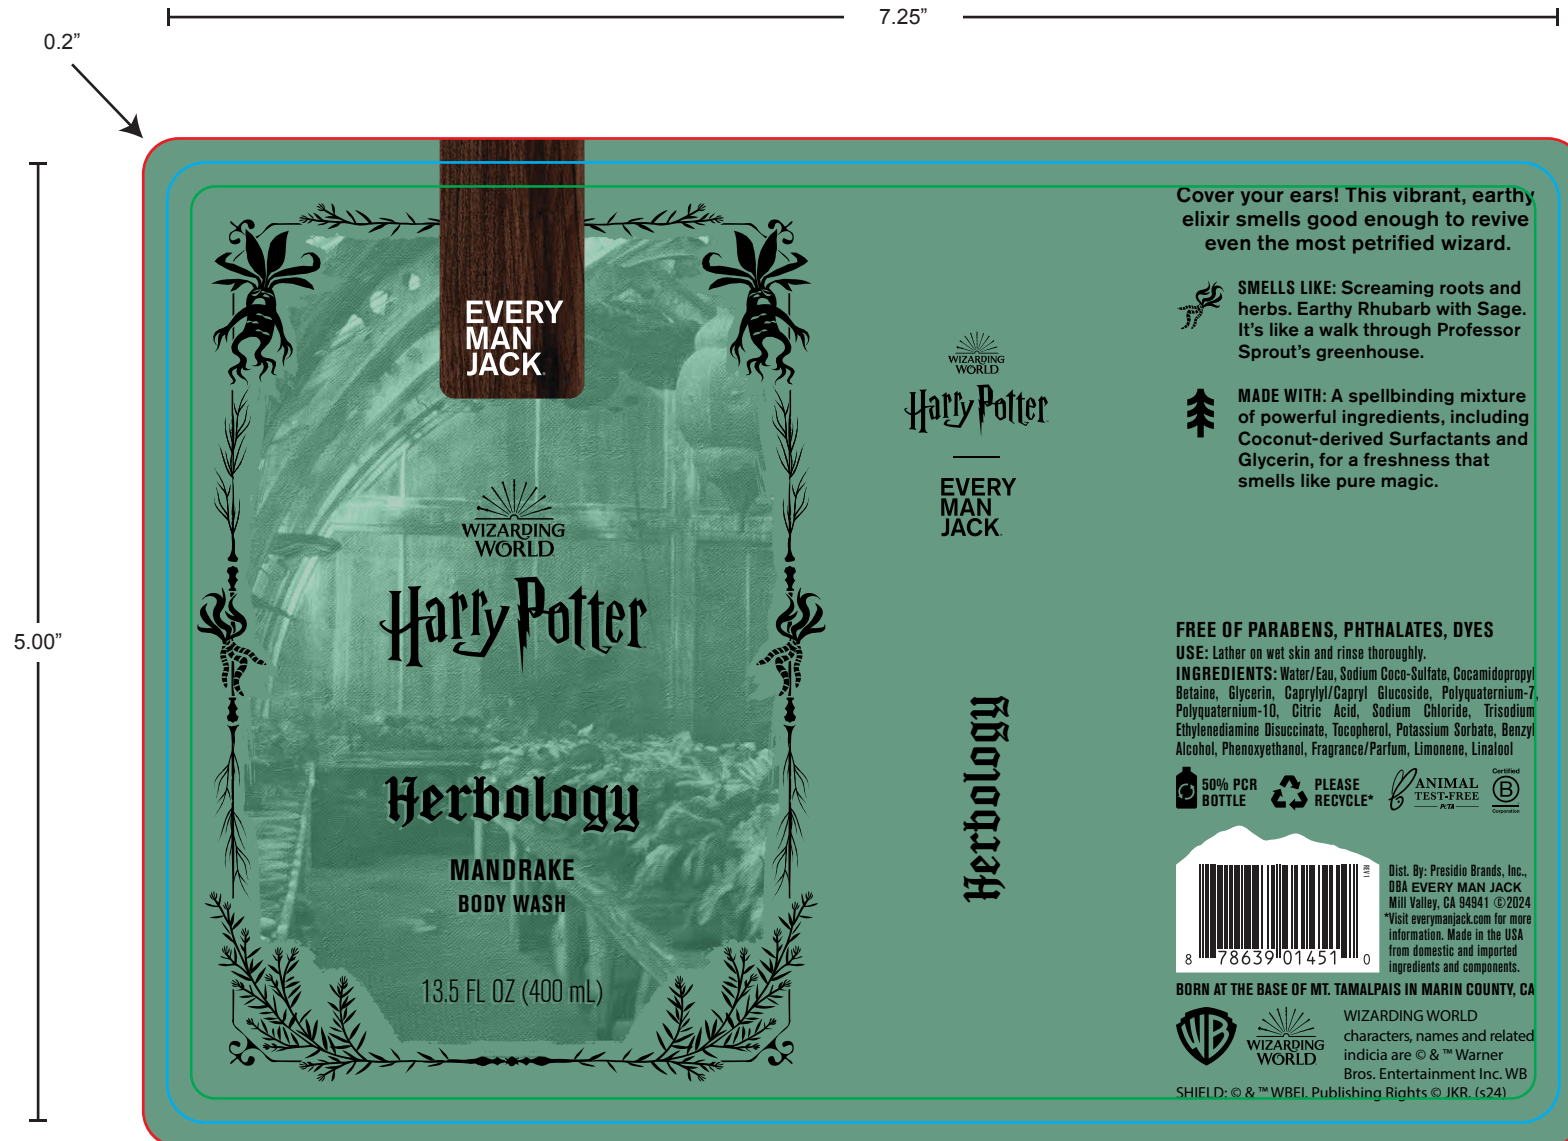 7.25”
0.2”
5.00”
EVERY
MAN
JACK
WIZARDING
WORLD
Harry Potter
Herbology
MANDRAKE
BODY WASH
13.5 FL OZ (400 mL)
WIZARDING
WORLD
Harry Potter
EVERY
MAN
JACK
Herbology
Cover your ears! This vibrant, earthy
elixir smells good enough to revive
even the most petrified wizard.
SMELLS LIKE: Screaming roots and
herbs. Earthy Rhubarb with Sage.
It’s like a walk through Professor
Sprout’s greenhouse.
MADE WITH: A spellbinding mixture
of powerful ingredients, including
Coconut-derived Surfactants and
Glycerin, for a freshness that
smells like pure magic.
FREE OF PARABENS, PHTHALATES, DYES
USE: Lather on wet skin and rinse thoroughly.
INGREDIENTS: Water/Eau, Sodium Coco-Sulfate, Cocamidopropyl
Betaine, Glycerin, Caprylyl/Capryl Glucoside, Polyquaternium-7,
Polyquaternium-10, Citric Acid, Sodium Chloride, Trisodium
Ethylenediamine Disuccinate, Tocopherol, Potassium Sorbate, Benzyl
Alcohol, Phenoxyethanol, Fragrance/Parfum, Limonene, Linalool
50% PCR
BOTTLE
PLEASE
RECYCLE*
ANIMAL
TEST-FREE
PETA
Certified
B
Corporation
REV 1
8 78639 01451 0
Dist. By: Presidio Brands, Inc.,
DBA EVERY MAN JACK
Mill Valley, CA 94941 ©2024
*Visit everymanjack.com for more
information. Made in the USA
from domestic and imported
ingredients and components.
BORN AT THE BASE OF MT. TAMALPAIS IN MARIN COUNTY, CA
WB
WIZARDING
WORLD
WIZARDING WORLD
characters, names and related
indicia are © & ™ Warner
Bros. Entertainment Inc. WB
SHIELD: © & ™ WBEI. Publishing Rights © JKR. (s24)